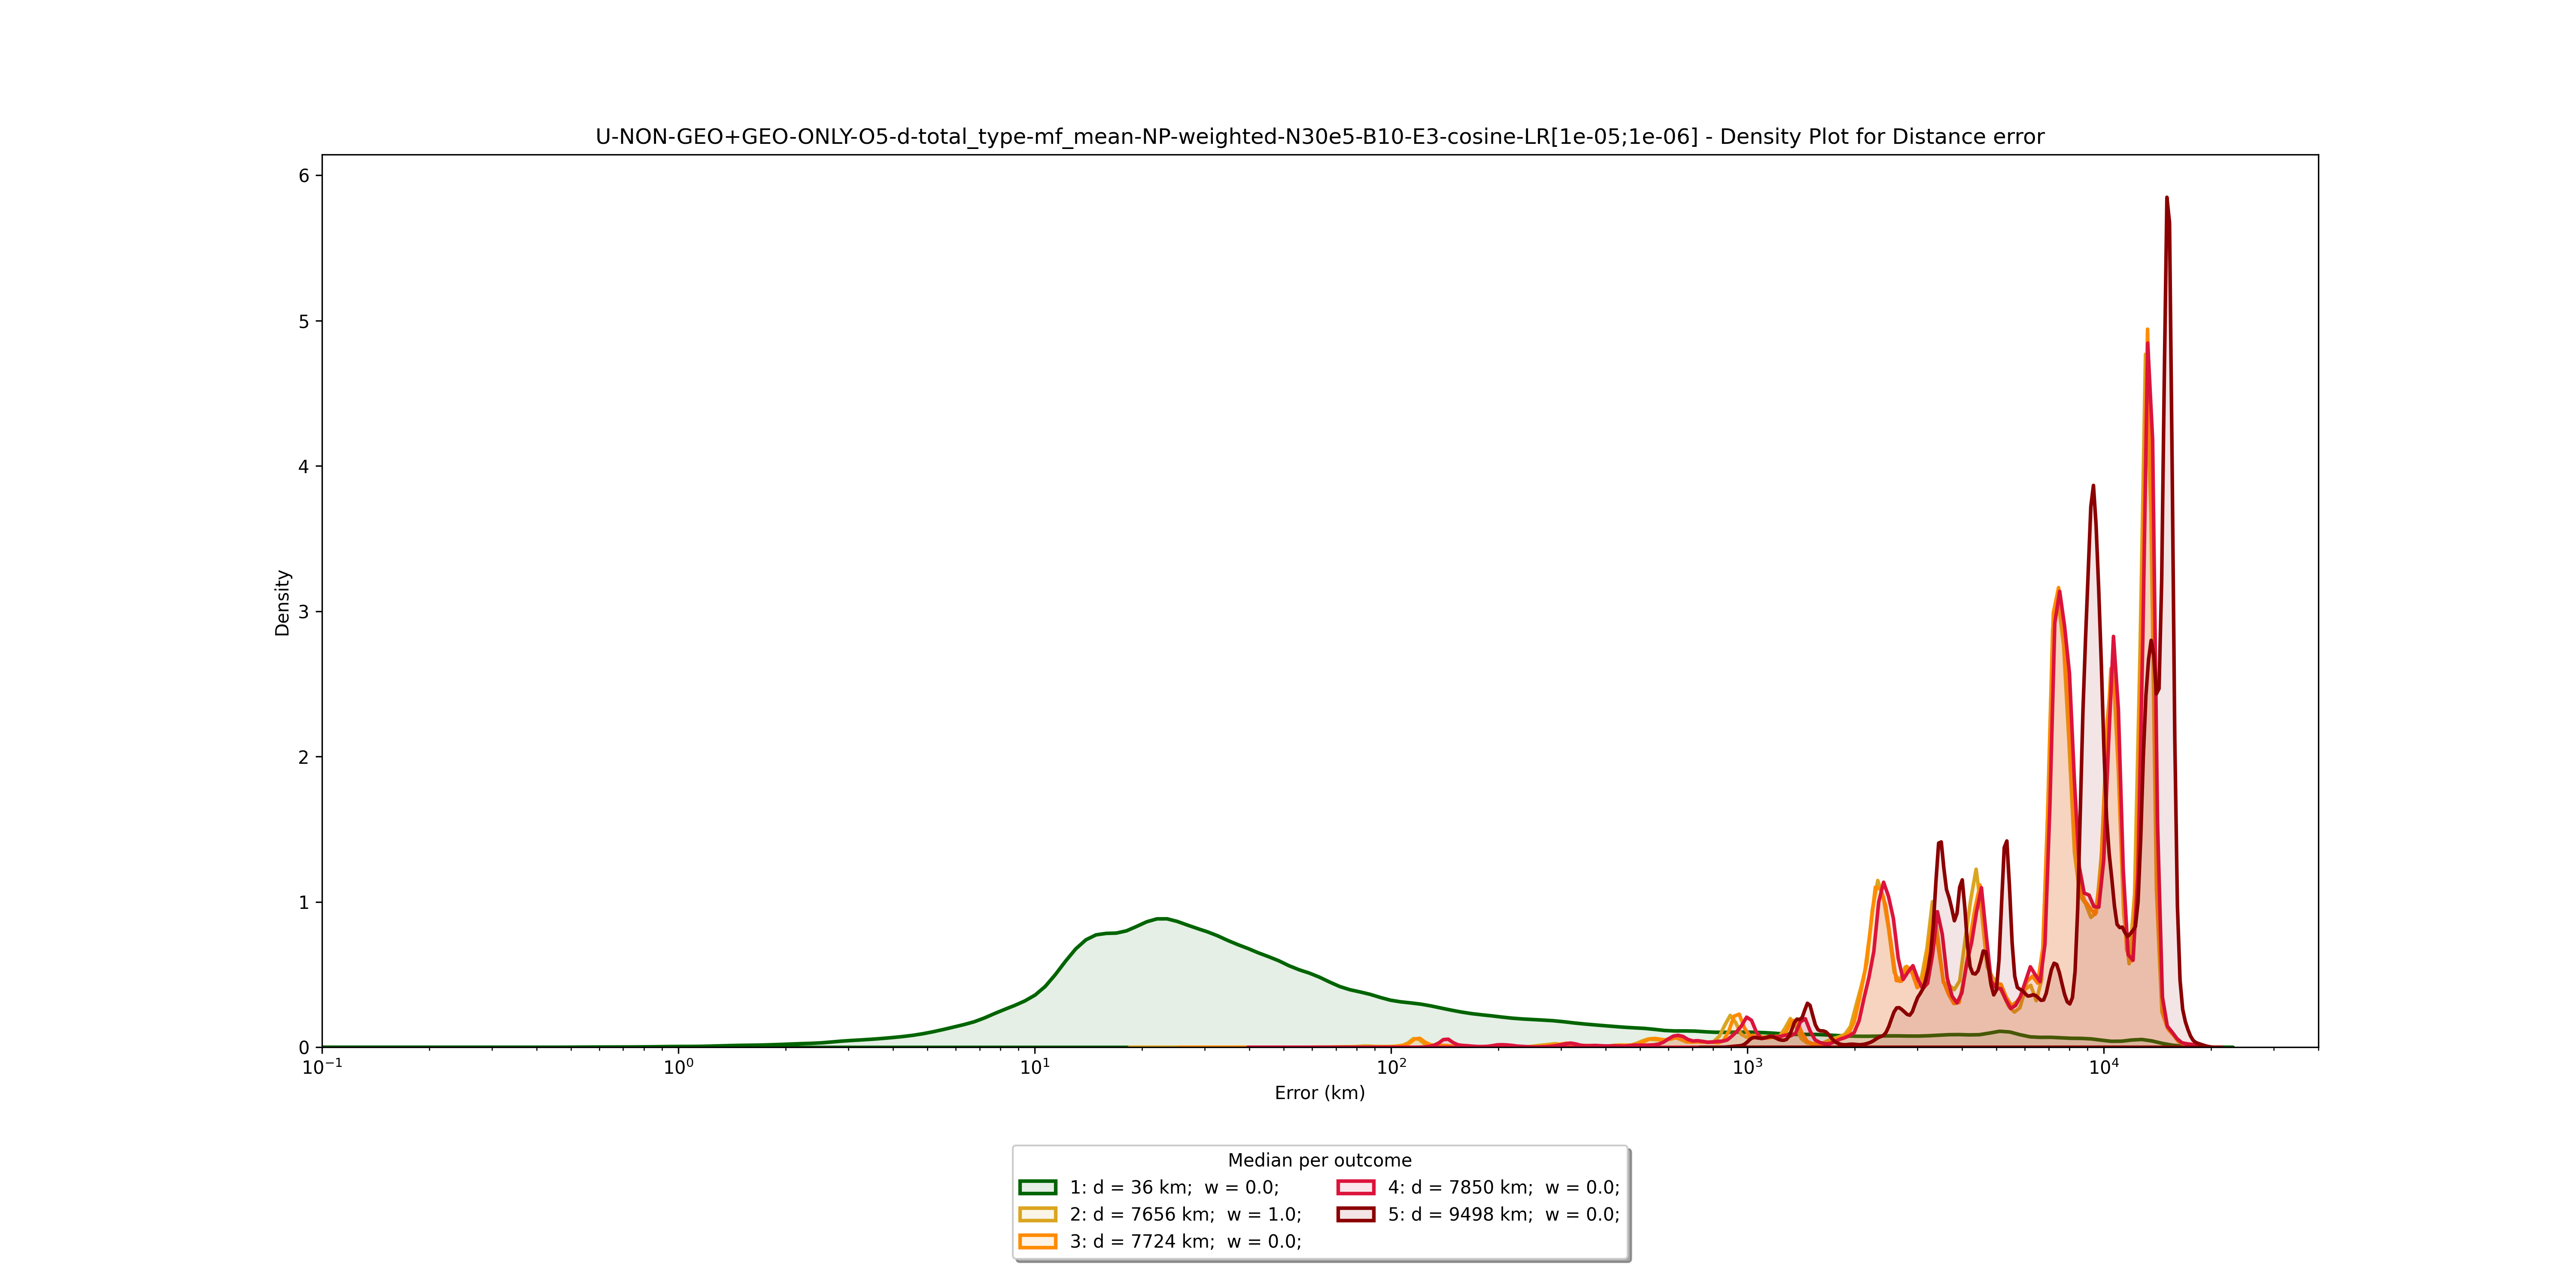 U-NON-GEO+GEO-ONLY-O5-d-total_type-mf_mean-NP-weighted-N30e5-B10-E3-cosine-LR[1e-05;1e-06] - Density Plot for Distance error
6
5
4
3
2
1
0
Density
10⁻¹ 10⁰ 10¹ 10² 10³ 10⁴
Error (km)
Median per outcome
1: d = 36 km;  w = 0.0;
2: d = 7656 km;  w = 1.0;
3: d = 7724 km;  w = 0.0;
4: d = 7850 km;  w = 0.0;
5: d = 9498 km;  w = 0.0;